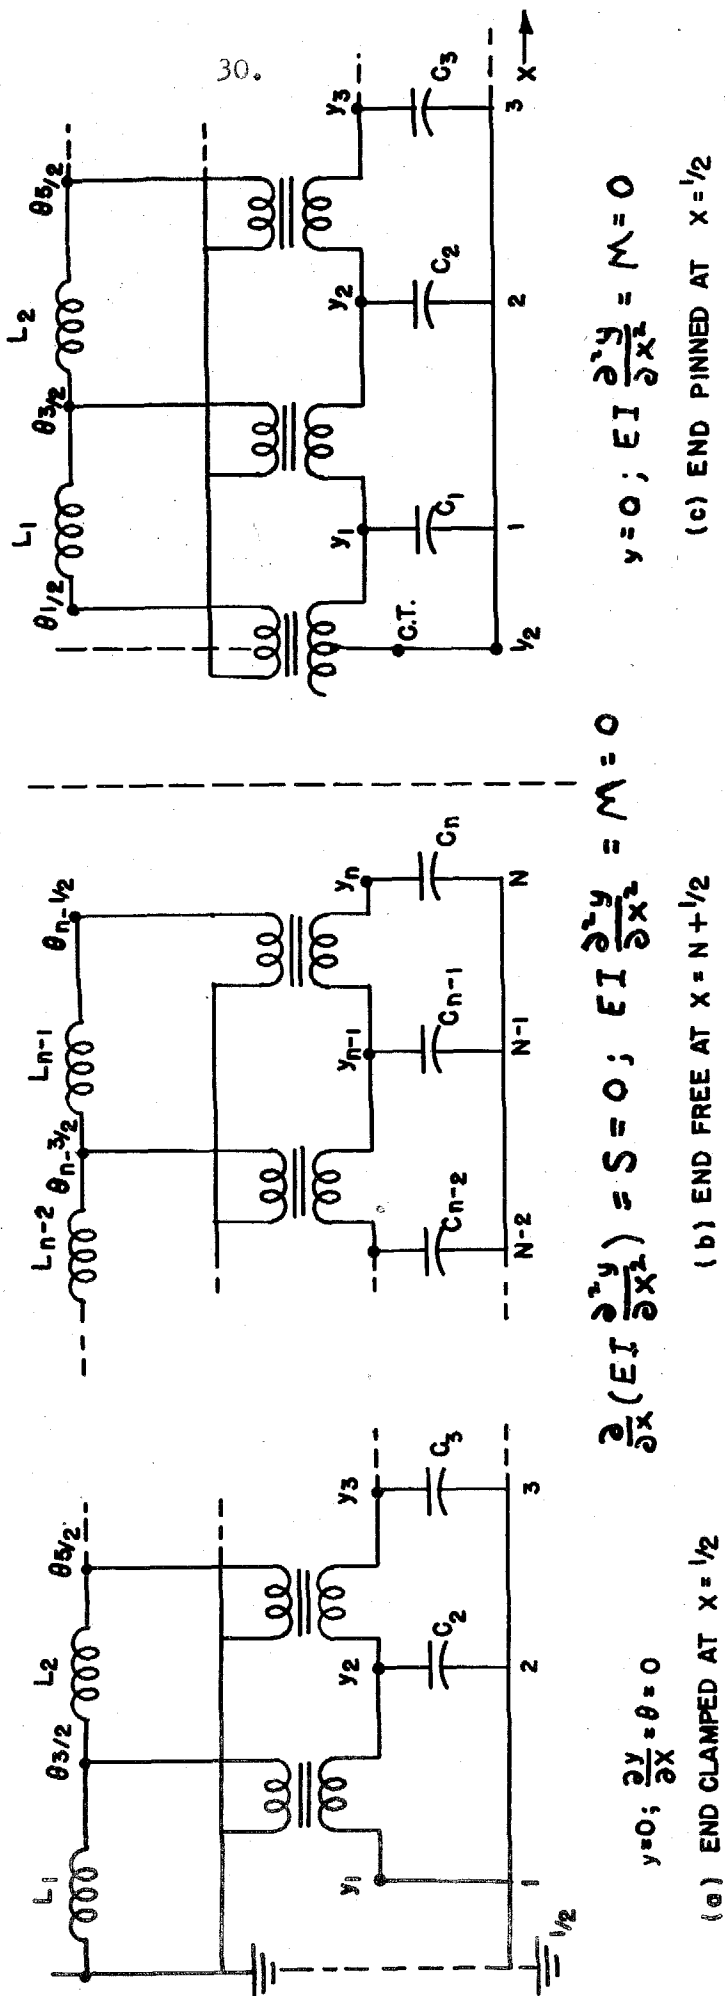 30.
L1
L2
θ3/2
θ5/2
y1
y2
y3
C2
C3
1/2
1
2
3
y=0; ∂y/∂x = θ = 0
(a) END CLAMPED AT X = 1/2
Ln-2
Ln-1
θn-3/2
θn-1/2
yn-1
yn
Cn-2
Cn-1
Cn
N-2
N-1
N
∂/∂x (EI ∂²y/∂x²) = S = 0; EI ∂²y/∂x² = M = 0
(b) END FREE AT X = N + 1/2
L1
L2
θ1/2
θ3/2
θ5/2
y1
y2
y3
C.T.
C1
C2
C3
1/2
1
2
3
X
y = 0; EI ∂²y/∂x² = M = 0
(c) END PINNED AT X = 1/2